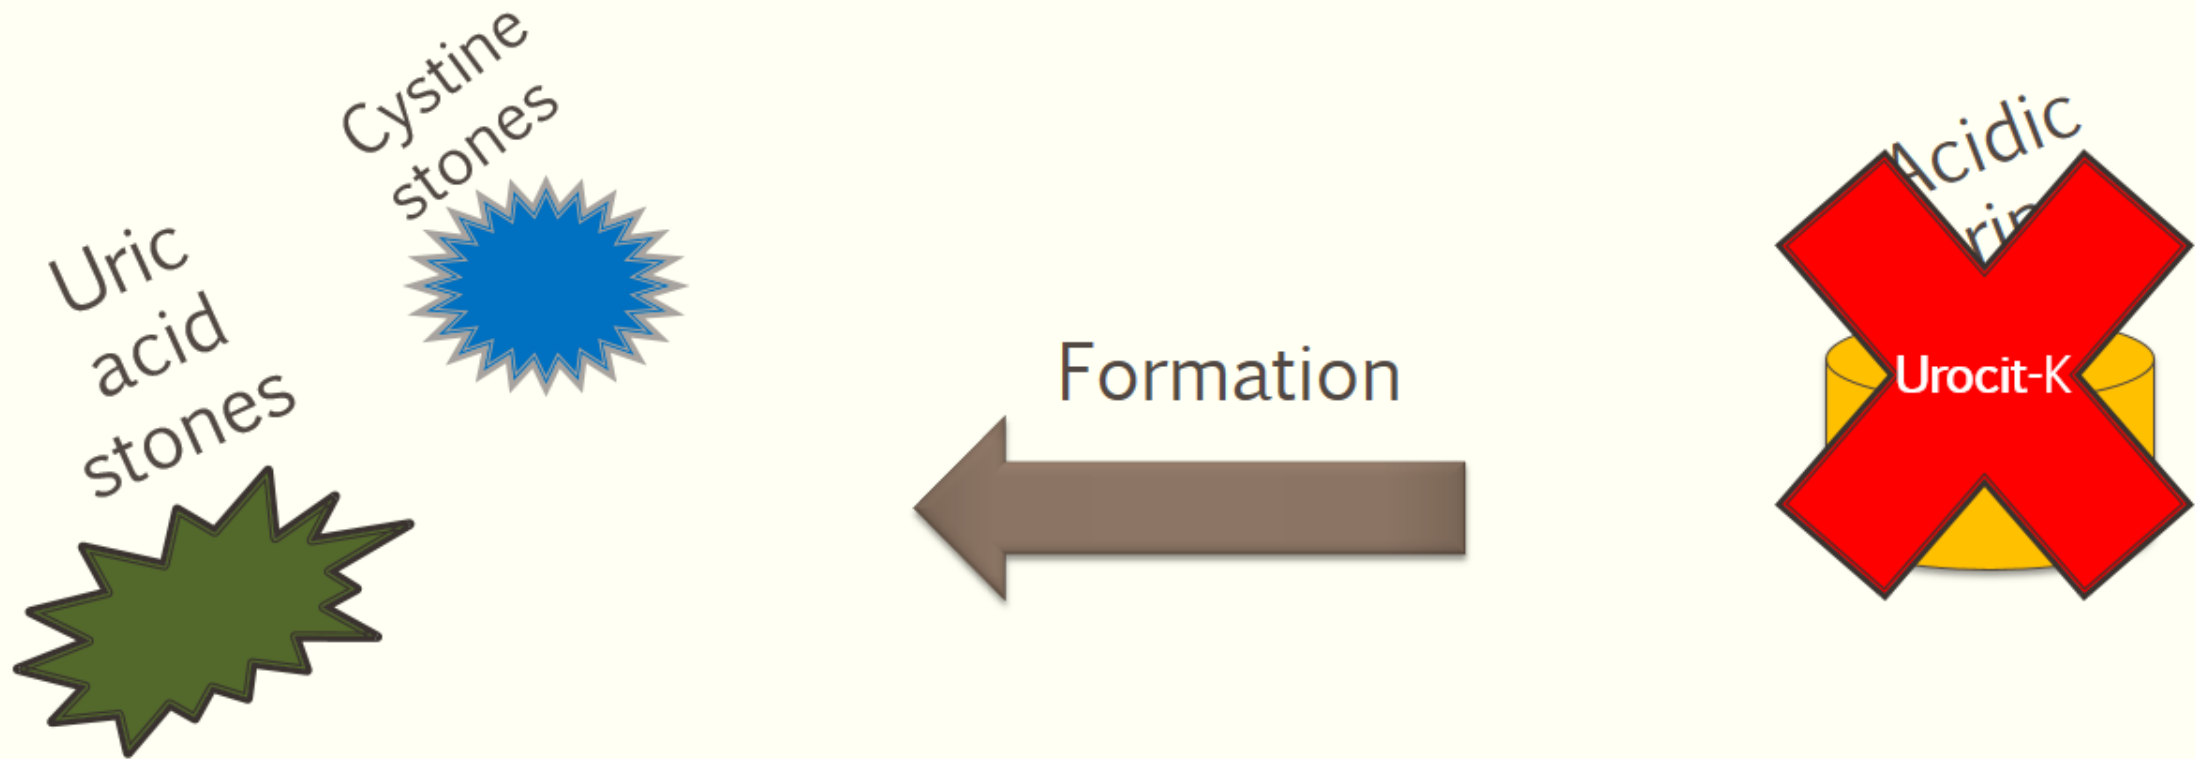 Cystine
stones
Uric
acid
stones
Formation
Acidic
Urocit-K